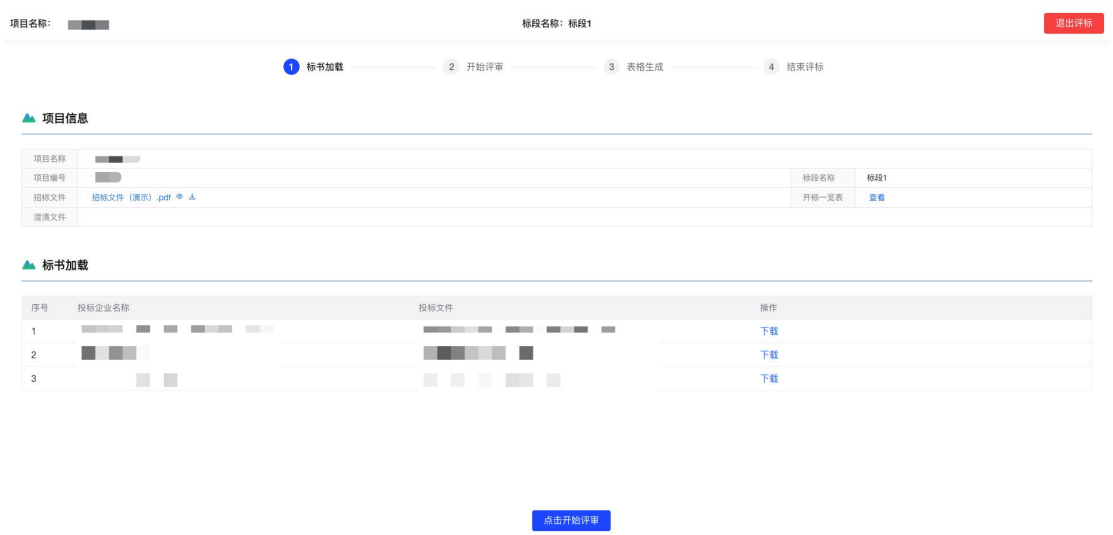 项目名称： 标段名称：标段1 退出评标
1 标书加载 2 开始评审 3 表格生成 4 结束评标
项目信息
项目名称
项目编号 标段名称 标段1
招标文件 招标文件（演示）.pdf 开标一览表 查看
澄清文件
标书加载
序号 投标企业名称 投标文件 操作
1 下载
2 下载
3 下载
点击开始评审